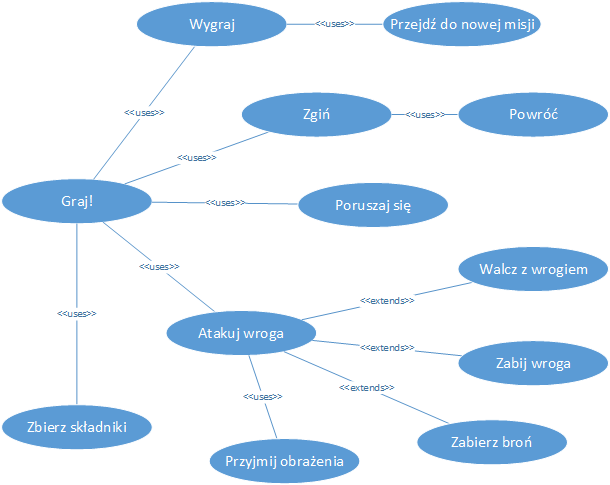 Wygraj
<<uses>>
Przejdź do nowej misji
<<uses>>
Zgiń
<<uses>>
Powróć
<<uses>>
Graj!
<<uses>>
Poruszaj się
<<uses>>
Walcz z wrogiem
<<extends>>
<<uses>>
Atakuj wroga
<<extends>>
Zabij wroga
<<extends>>
<<uses>>
Zbierz składniki
Zabierz broń
Przyjmij obrażenia